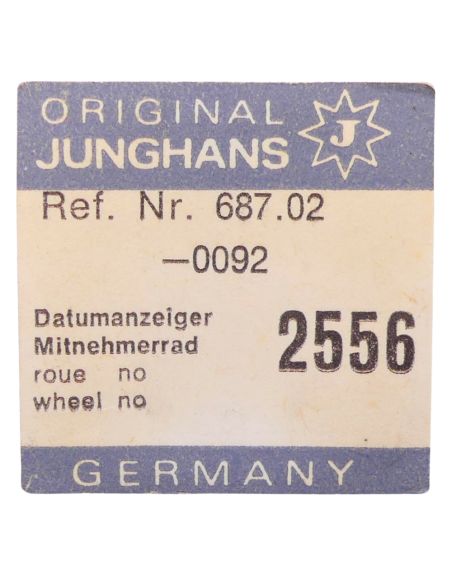 ORIGINAL
JUNGHANS J
Ref. Nr. 687.02
-0092
Datumanzeiger
Mitnehmerrad
roue no
wheel no
2556
GERMANY